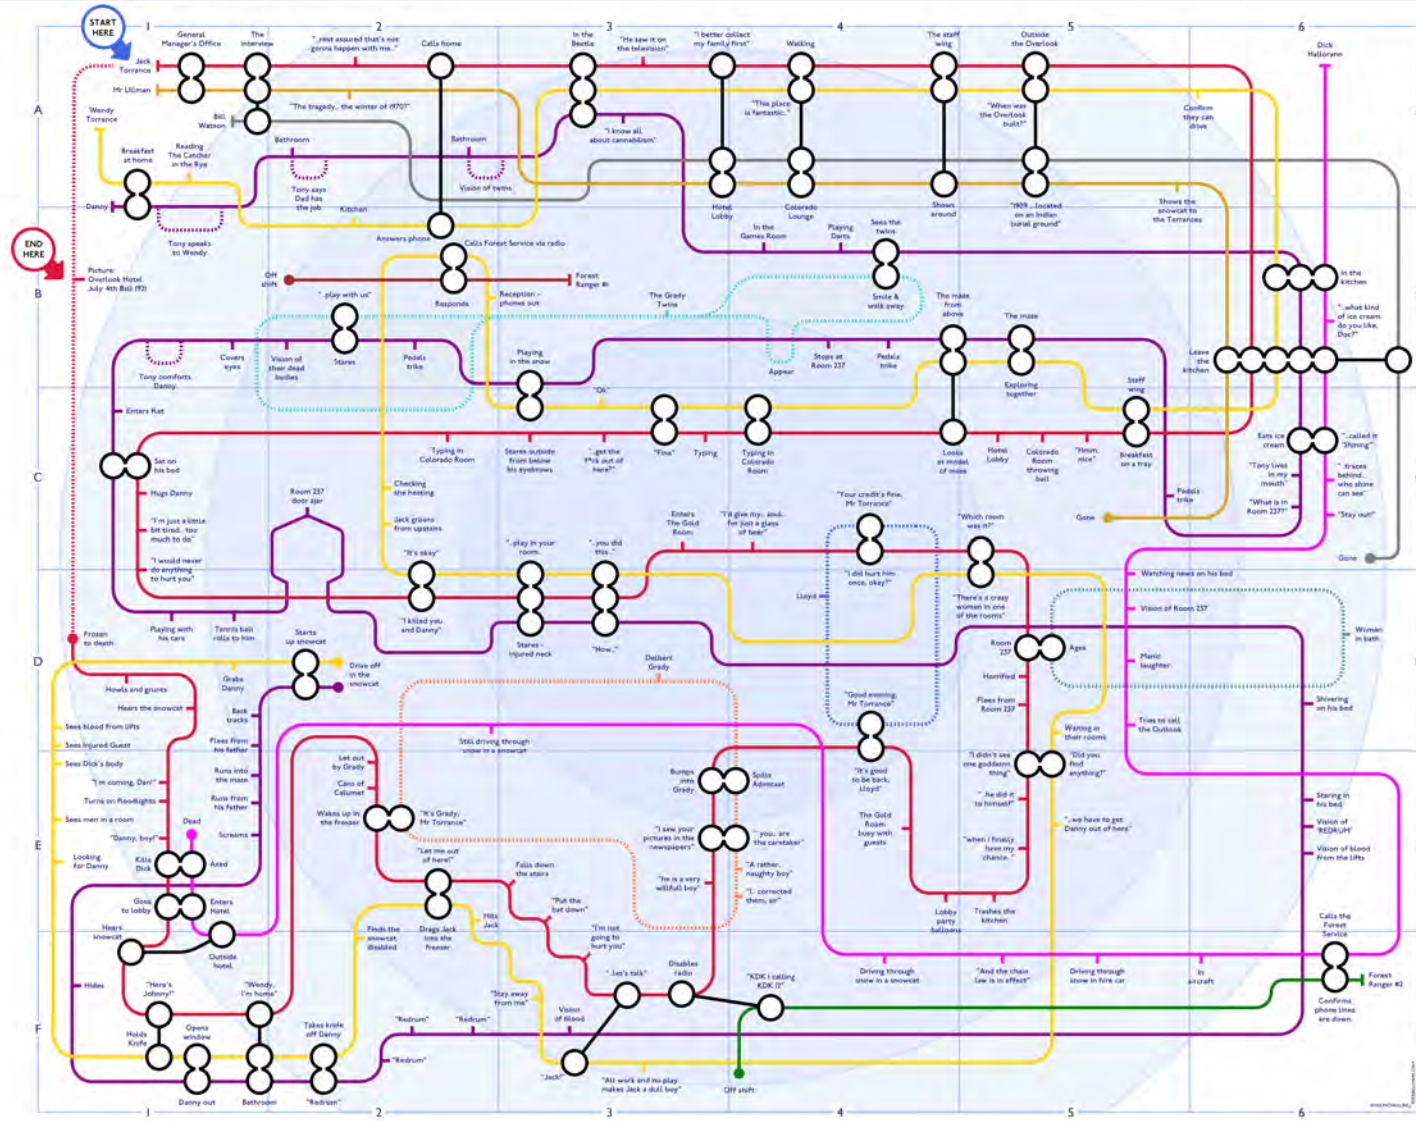 1
2
3
4
5
6
START
HERE
General
Manager's Office
The
Interview
"..rest assured that's not
gonna happen with me.."
Calls home
In the
Beetle
"He saw it on
the television"
"I better collect
my family first"
Walking
The staff
wing
Outside
the Overlook
Dick
Hallorann
Jack
Torrance
Mr Ullman
A
Wendy
Torrance
Bill
Watson
"The tragedy.. the winter of 1970?"
"This place
is fantastic.."
"When was
the Overlook
built?"
Confirm
they can
drive
Breakfast
at home
Reading
The Catcher
in the Rye
Bathroom
Bathroom
"I know all
about cannabilism"
Tony says
Dad has
the job
Vision of twins
Danny
Kitchen
Hotel
Lobby
Colorado
Lounge
Shows
around
"1909 .. located
on an Indian
burial ground"
Shows the
snowcat to
the Torrances
Tony speaks
to Wendy
Answers phone
In the
Games Room
Playing
Darts
Sees the
twins
END
HERE
Calls Forest Service via radio
Picture:
Overlook Hotel,
July 4th Ball (92)
Off
shift
Responds
Forest
Ranger #1
In the
kitchen
B
"..play with us"
Reception -
phones out
The Grady
Twins
Smile &
walk away
The maze
from
above
The maze
"..what kind
of ice cream
do you like,
Doc?"
Tony comforts
Danny
Covers
eyes
Vision of
their dead
bodies
Stares
Pedals
trike
Playing
in the snow
Appear
Stops at
Room 237
Pedals
trike
Exploring
together
Leave
the
kitchen
Enters flat
"Ok"
Staff
wing
Sat on
his bed
Typing in
Colorado Room
Stares outside
from below
his eyebrows
"..get the
f*ck out of
here?"
"Fine"
Typing
Typing in
Colorado
Room
Looks
at model
of maze
Hotel
Lobby
Colorado
Room
throwing
ball
"Hmm,
nice"
Breakfast
on a tray
Eats ice
cream
"..called it
'Shining'"
C
Hugs Danny
Room 237
door ajar
Checking
the heating
"Your credit's fine,
Mr Torrance"
Pedals
trike
"Tony lives
in my
mouth"
"..traces
behind..
who shine
can see"
"I'm just a little
bit tired.. too
much to do"
Jack groans
from upstairs
Enters
The Gold
Room
"I'd give my.. soul..
for just a glass
of beer"
"Which room
was it?"
Gone
"What is in
Room 237?"
"Stay out!"
"I would never
do anything
to hurt you"
"It's okay"
"..play in your
room..
"..you did
this.."
"I did hurt him
once, okay?"
Gone
Watching news on his bed
Playing with
his cars
Tennis ball
rolls to him
"I killed you
and Danny"
Lloyd
"There's a crazy
woman in one
of the rooms"
Vision of Room 237
Frozen
to death
Starts
up snowcat
Stares -
injured neck
"How.."
Room
237
Ages
Woman
in bath
D
Grabs
Danny
Drive off
in the
snowcat
Delbert
Grady
Horrified
Manic
laughter
Howls and grunts
Hears the snowcat
Back
tracks
"Good evening,
Mr Torrance"
Flees from
Room 237
Shivering
on his bed
Sees blood from lifts
Sees Injured Guest
Sees Dick's body
Flees from
his father
Still driving through
snow in a snowcat
Waiting in
their rooms
Tries to call
the Outlook
"I'm coming, Dan!"
Runs into
the maze
Let out
by Grady
Bumps
into
Grady
Spills
Advocaat
"It's good
to be back,
Lloyd"
"I didn't see
one goddamn
thing"
"Did you
find
anything?"
Turns on floodlights
Runs from
his father
Cans of
Calumet
"..he did it
to himself"
Staring in
his bed
Sees men in a room
Dead
Wakes up in
the freezer
"It's Grady,
Mr Torrance"
The Gold
Room:
busy with
guests
"..we have to get
Danny out of here"
Vision of
'REDRUM'
"Danny, boy!"
Screams
"I saw your
pictures in the
newspapers"
".. you.. are
the caretaker"
"when I finally
have my
chance.."
Vision of blood
from the lifts
E
Looking
for Danny
Kills
Dick
Axed
"Let me out
of here!"
Falls down
the stairs
"he is a very
willfull boy"
"A rather,
naughty boy"
"I.. corrected
them, sir"
Goes
to lobby
Enters
Hotel
Hits
Jack
"Put the
bat down"
Lobby
party
balloons
Trashes the
kitchen
Calls the
Forest
Service
Hears
snowcat
Outside
hotel
Finds the
snowcat
disabled
Drags Jack
into the
freezer
"I'm not
going to
hurt you"
Hides
"Here's
Johnny!"
"Wendy,
I'm home"
"Stay away
from me"
"..let's talk"
Disables
radio
"KDK 1 calling
KDK 12"
Driving through
snow in a snowcat
"And the chain
law is in effect"
Driving through
snow in hire car
In
aircraft
Forest
Ranger #2
Holds
Knife
Opens
window
Takes knife
off Danny
"Redrum"
"Redrum"
Vision
of Blood
Confirms
phone lines
are down
F
"Redrum"
"Jack!"
"All work and no play
makes Jack a dull boy"
Off shift
Danny out
Bathroom
"Redrum"
1
2
3
4
5
6